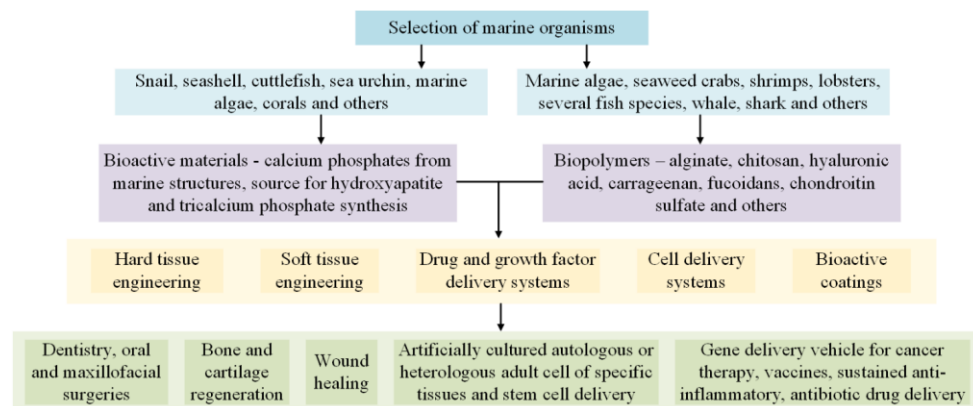 Selection of marine organisms
Snail, seashell, cuttlefish, sea urchin, marine
algae, corals and others
Marine algae, seaweed crabs, shrimps, lobsters,
several fish species, whale, shark and others
Bioactive materials - calcium phosphates from
marine structures, source for hydroxyapatite
and tricalcium phosphate synthesis
Biopolymers – alginate, chitosan, hyaluronic
acid, carrageenan, fucoidans, chondroitin
sulfate and others
Hard tissue
engineering
Soft tissue
engineering
Drug and growth factor
delivery systems
Cell delivery
systems
Bioactive
coatings
Dentistry, oral
and maxillofacial
surgeries
Bone and
cartilage
regeneration
Wound
healing
Artificially cultured autologous or
heterologous adult cell of specific
tissues and stem cell delivery
Gene delivery vehicle for cancer
therapy, vaccines, sustained anti-
inflammatory, antibiotic drug delivery